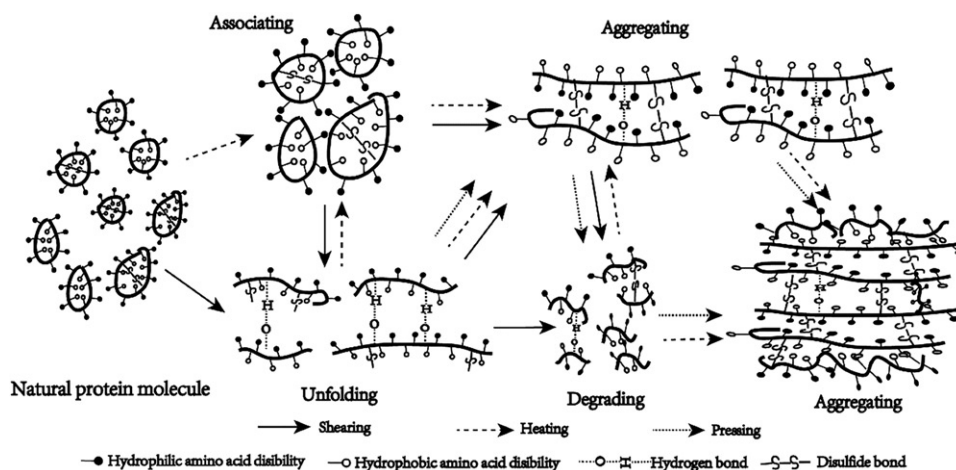 Associating
Aggregating
Natural protein molecule
Unfolding
Degrading
Aggregating
Shearing
Heating
Pressing
Hydrophilic amino acid disibility
Hydrophobic amino acid disibility
O H Hydrogen bond
S S Disulfide bond